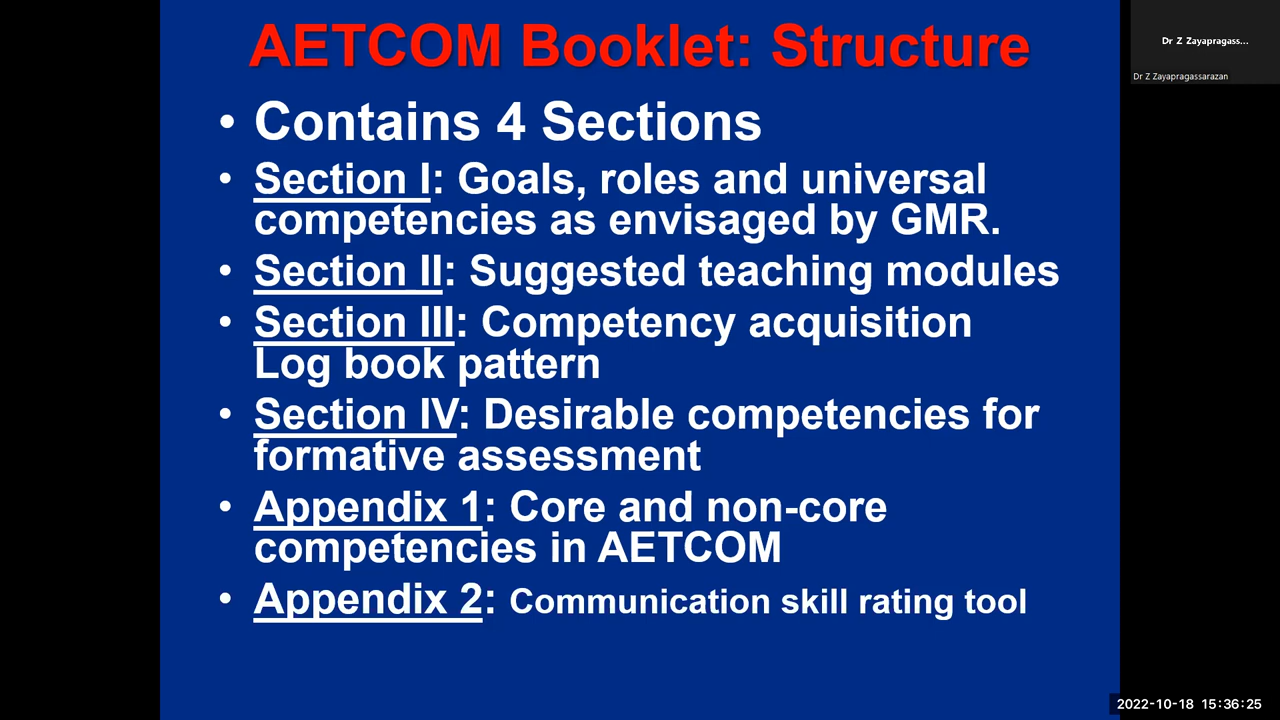 AETCOM Booklet: Structure
• Contains 4 Sections
• Section I: Goals, roles and universal
competencies as envisaged by GMR.
• Section II: Suggested teaching modules
• Section III: Competency acquisition
Log book pattern
• Section IV: Desirable competencies for
formative assessment
• Appendix 1: Core and non-core
competencies in AETCOM
• Appendix 2: Communication skill rating tool
Dr Z Zayapragass...
Dr Z Zayapragassarazan
2022-10-18 15:36:25